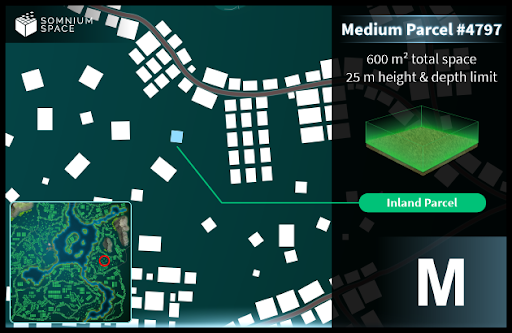 SOMNIUM
SPACE
Medium Parcel #4797
600 m² total space
25 m height & depth limit
Inland Parcel
M